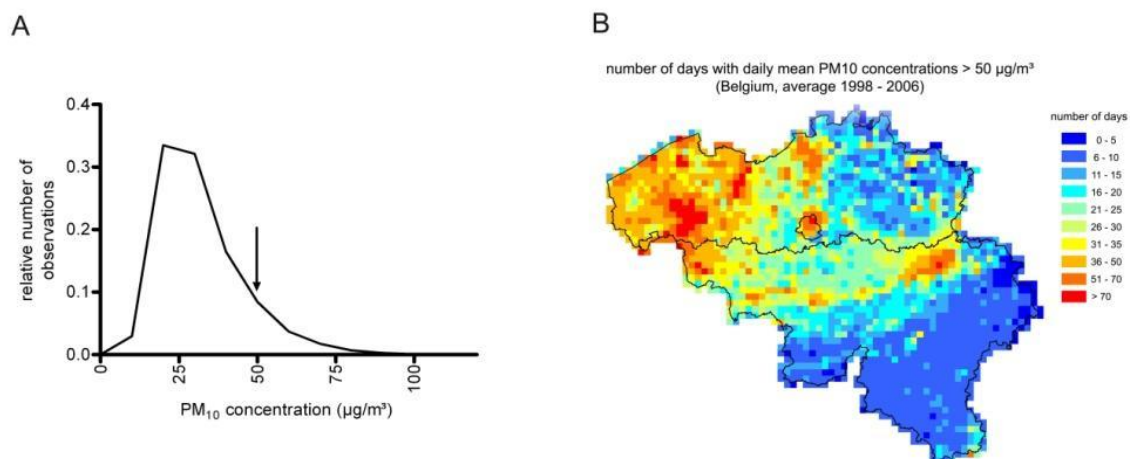 A
0.4
0.3
0.2
0.1
0.0
0
25
50
75
100
relative number of
observations
PM₁₀ concentration (µg/m³)
B
number of days with daily mean PM10 concentrations > 50 µg/m³
(Belgium, average 1998 - 2006)
number of days
0 - 5
6 - 10
11 - 15
16 - 20
21 - 25
26 - 30
31 - 35
36 - 50
51 - 70
> 70